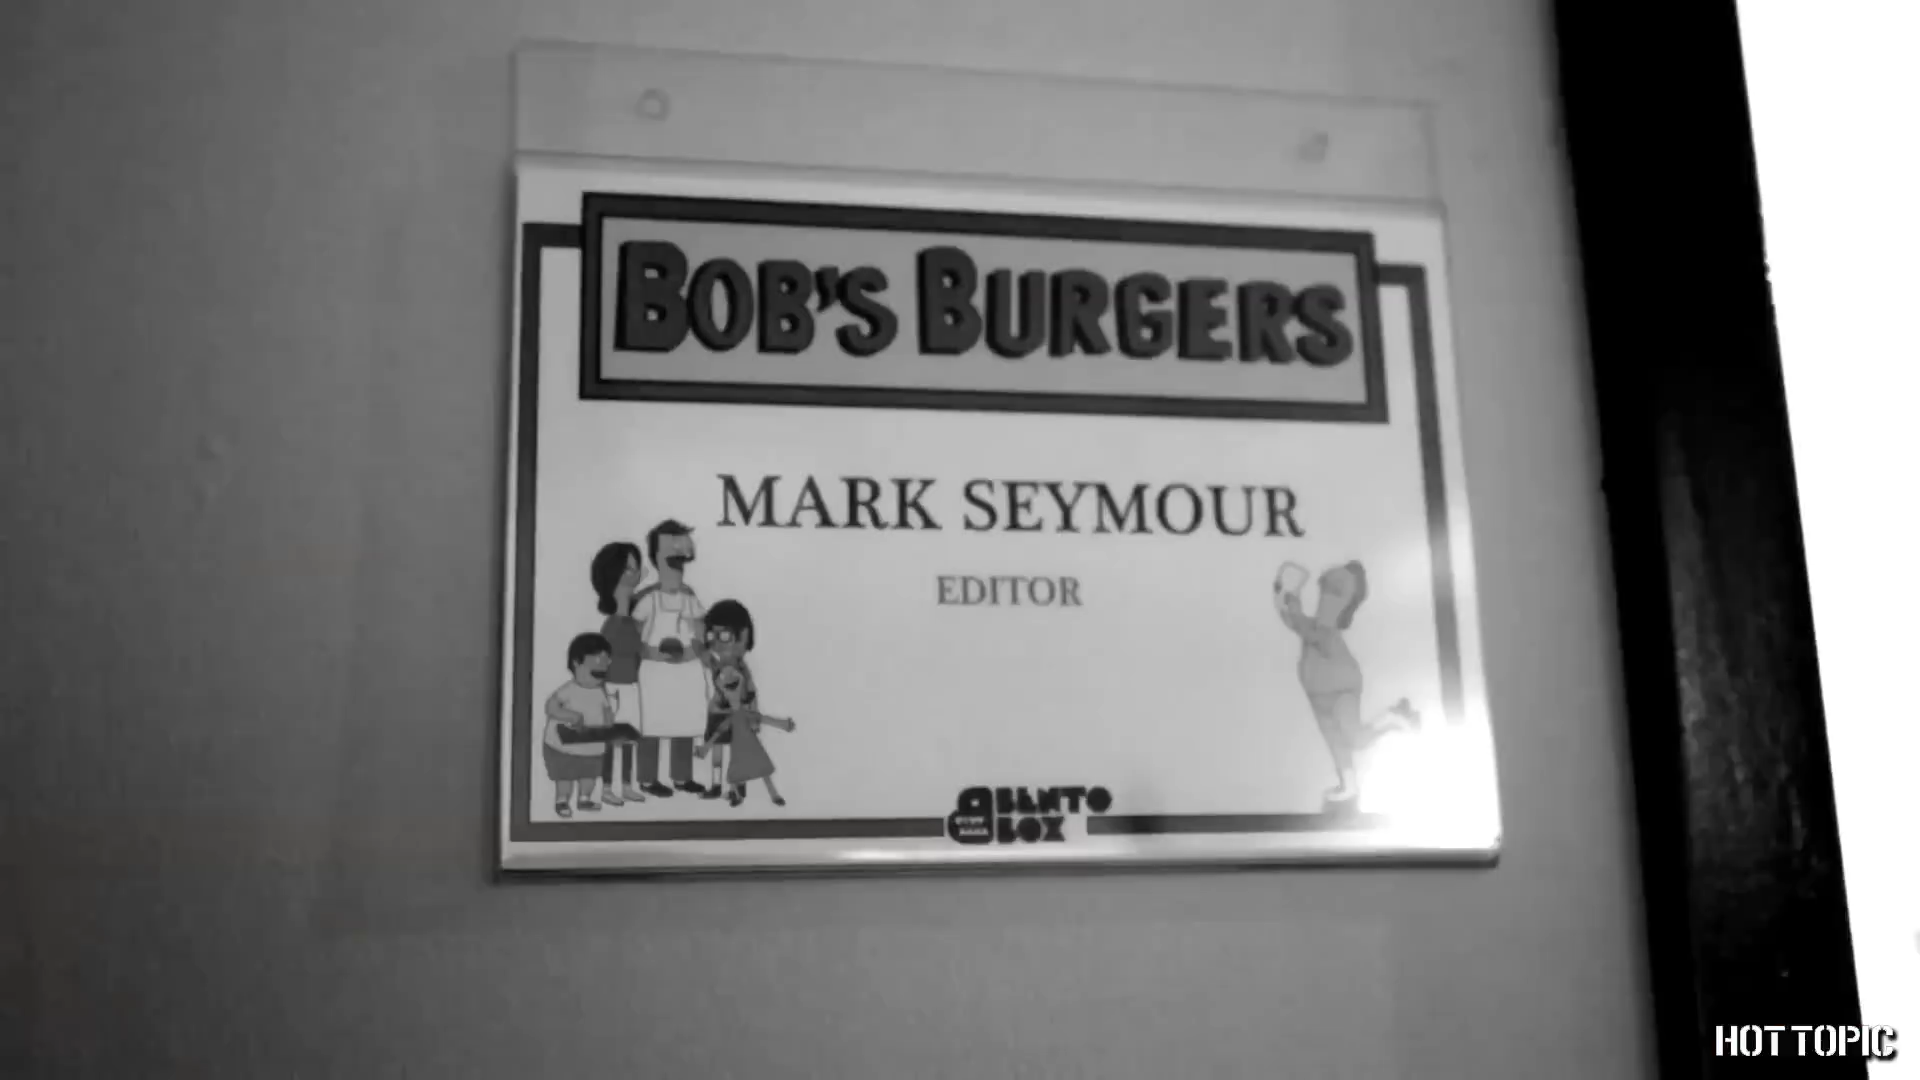 BOB'S BURGERS
MARK SEYMOUR
EDITOR
BENTO
BOX
HOT TOPIC